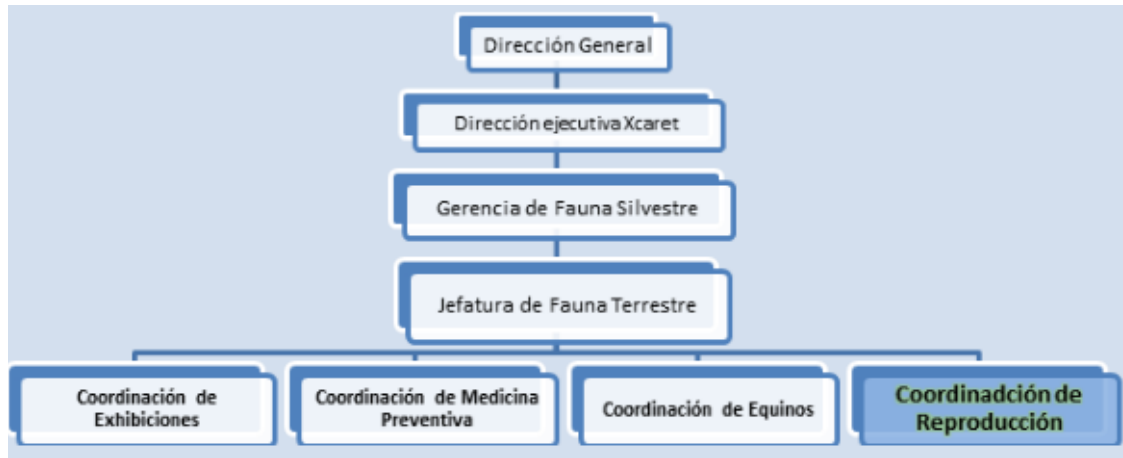 Dirección General
Dirección ejecutiva Xcaret
Gerencia de Fauna Silvestre
Jefatura de Fauna Terrestre
Coordinación de
Exhibiciones
Coordinación de Medicina
Preventiva
Coordinación de Equinos
Coordinadción de
Reproducción